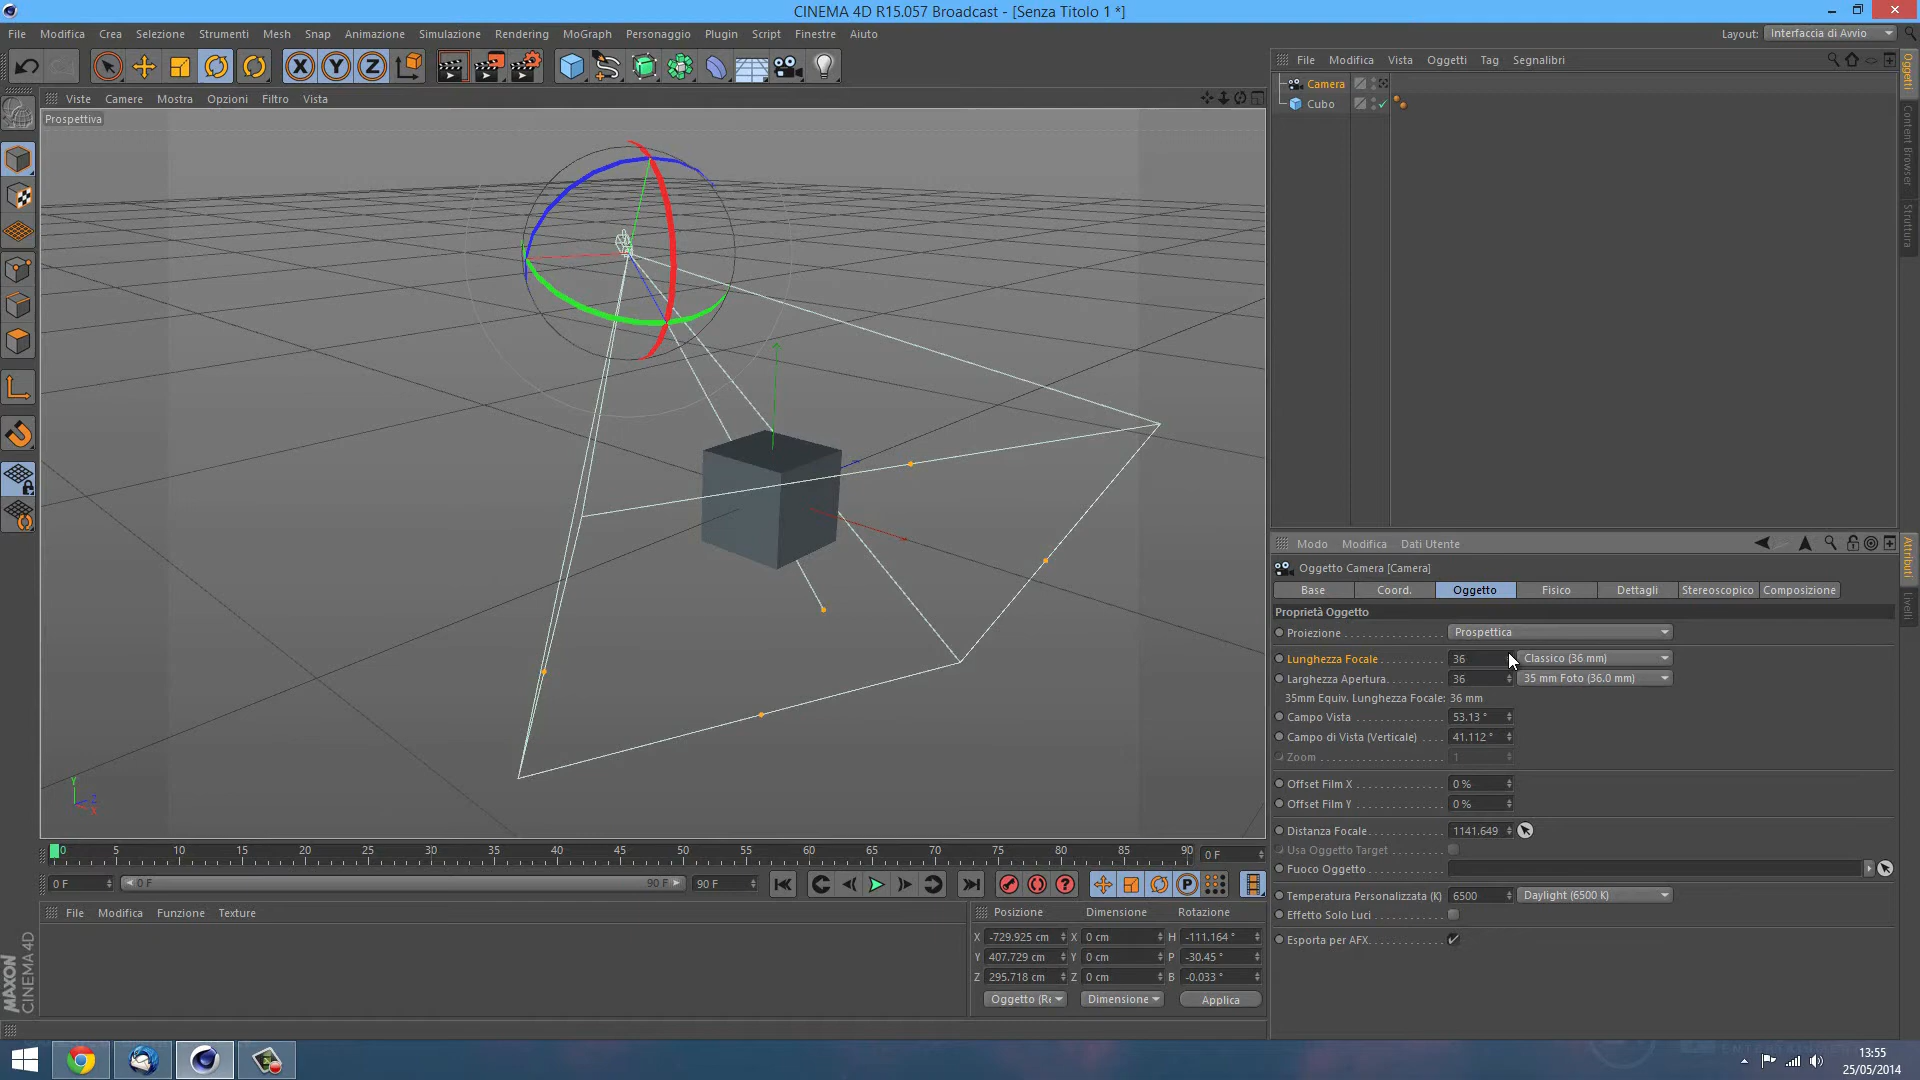 CINEMA 4D R15.057 Broadcast - [Senza Titolo 1 *]
File Modifica Crea Selezione Strumenti Mesh Snap Animazione Simulazione Rendering MoGraph Personaggio Plugin Script Finestre Aiuto
Layout: Interfaccia di Avvio
File Modifica Vista Oggetti Tag Segnalibri
Camera
Cubo
Oggetti
Content Browser
Struttura
Viste Camere Mostra Opzioni Filtro Vista
Prospettiva
Y
Z
X
Modo Modifica Dati Utente
Attributi
Livelli
Oggetto Camera [Camera]
Base Coord. Oggetto Fisico Dettagli Stereoscopico Composizione
Proprietà Oggetto
Proiezione Prospettica
Lunghezza Focale 36 Classico (36 mm)
Larghezza Apertura 36 35 mm Foto (36.0 mm)
35mm Equiv. Lunghezza Focale: 36 mm
Campo Vista 53.13 °
Campo di Vista (Verticale) 41.112 °
Zoom 1
Offset Film X 0 %
Offset Film Y 0 %
Distanza Focale 1141.649
Usa Oggetto Target
Fuoco Oggetto
Temperatura Personalizzata (K) 6500 Daylight (6500 K)
Effetto Solo Luci
Esporta per AFX
0 5 10 15 20 25 30 35 40 45 50 55 60 65 70 75 80 85 90 0 F
0 F 0 F 90 F 90 F
File Modifica Funzione Texture
Posizione Dimensione Rotazione
X -729.925 cm X 0 cm H -111.164 °
Y 407.729 cm Y 0 cm P -30.45 °
Z 295.718 cm Z 0 cm B -0.033 °
Oggetto (Re Dimensione Applica
MAXON
CINEMA 4D
13:55
25/05/2014